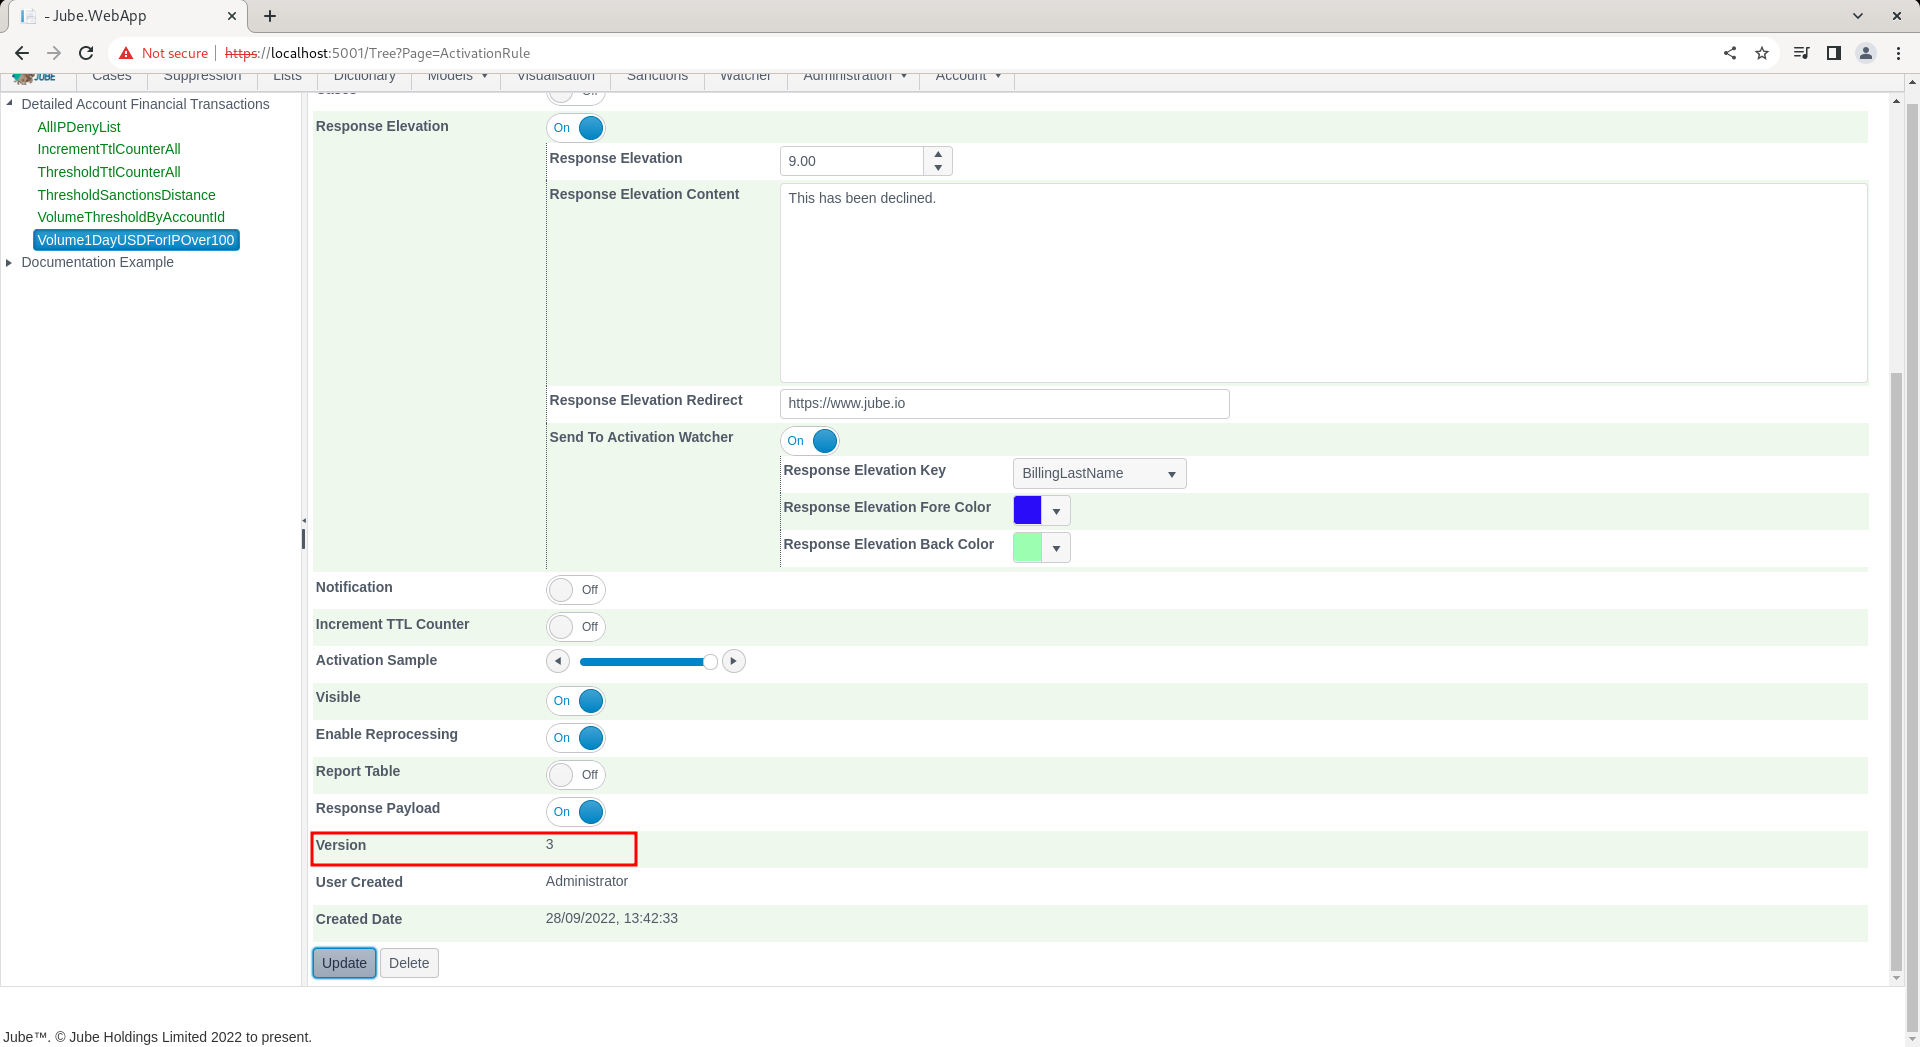 - Jube.WebApp
Not secure https://localhost:5001/Tree?Page=ActivationRule
JUBE Cases Suppression Lists Dictionary Models Visualisation Sanctions Watcher Administration Account
Detailed Account Financial Transactions
AllIPDenyList
IncrementTtlCounterAll
ThresholdTtlCounterAll
ThresholdSanctionsDistance
VolumeThresholdByAccountId
Volume1DayUSDForIPOver100
Documentation Example
Cases Off
Response Elevation On
Response Elevation 9.00
Response Elevation Content This has been declined.
Response Elevation Redirect https://www.jube.io
Send To Activation Watcher On
Response Elevation Key BillingLastName
Response Elevation Fore Color
Response Elevation Back Color
Notification Off
Increment TTL Counter Off
Activation Sample
Visible On
Enable Reprocessing On
Report Table Off
Response Payload On
Version 3
User Created Administrator
Created Date 28/09/2022, 13:42:33
Update Delete
Jube™. © Jube Holdings Limited 2022 to present.